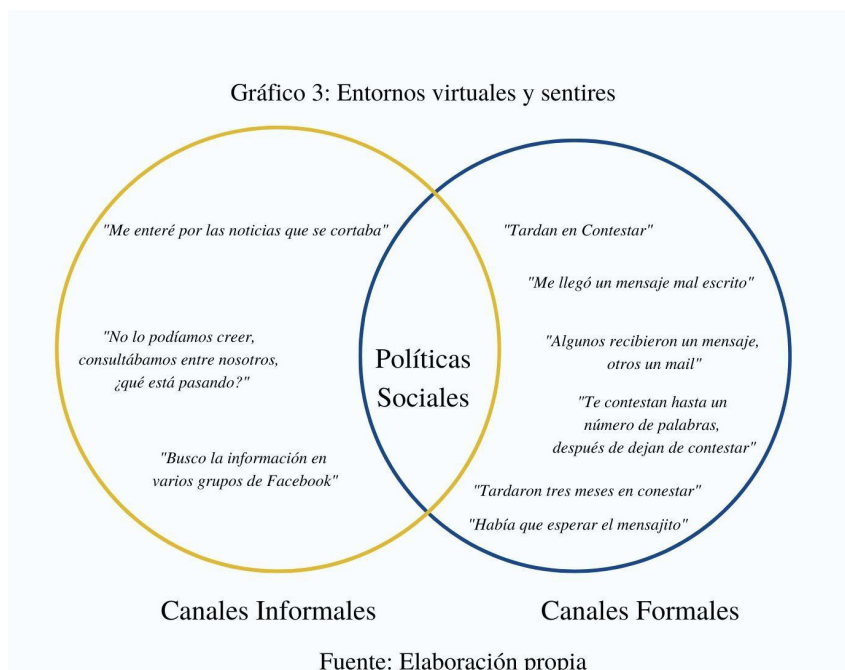 Gráfico 3: Entornos virtuales y sentires
"Me enteré por las noticias que se cortaba"
"No lo podíamos creer,
consultábamos entre nosotros,
¿qué está pasando?"
"Busco la información en
varios grupos de Facebook"
Políticas
Sociales
"Tardan en Contestar"
"Me llegó un mensaje mal escrito"
"Algunos recibieron un mensaje,
otros un mail"
"Te contestan hasta un
número de palabras,
después de dejan de contestar"
"Tardaron tres meses en conestar"
"Había que esperar el mensajito"
Canales Informales
Canales Formales
Fuente: Elaboración propia